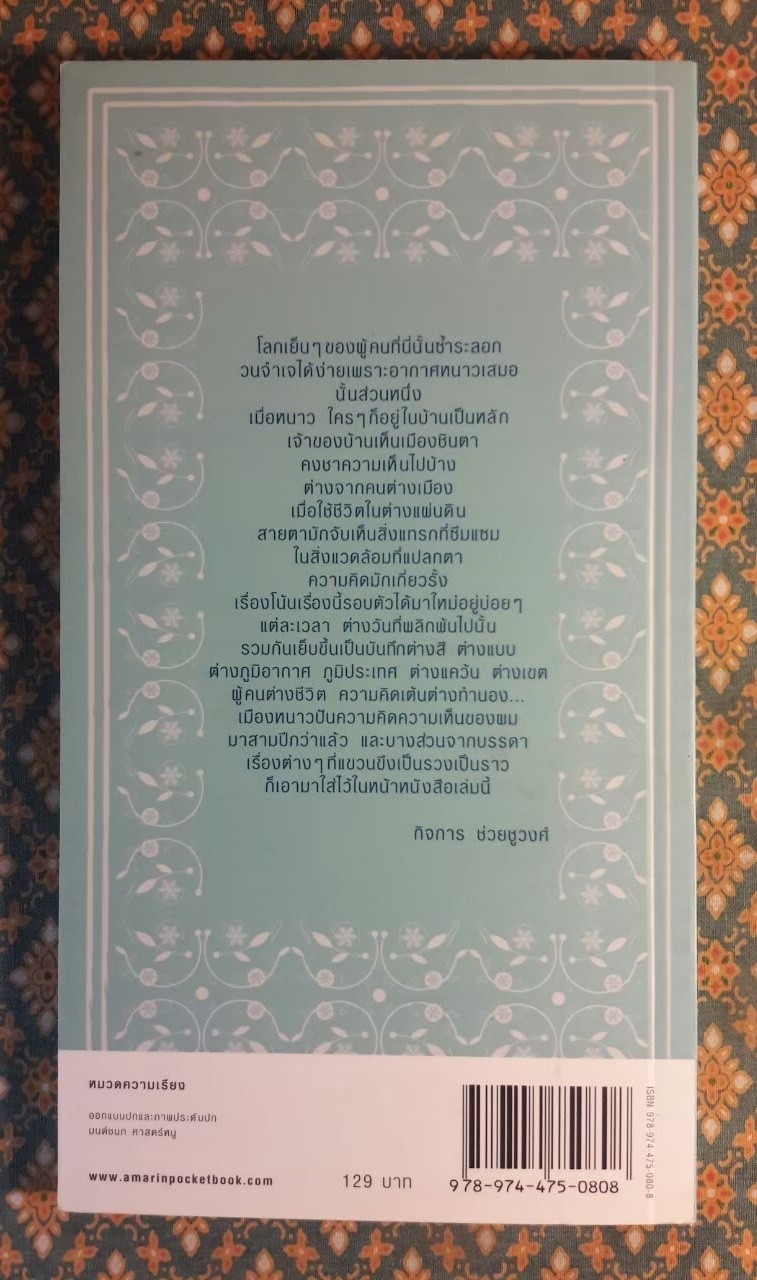 โลกเย็นๆของผู้คนที่นี่นั้นซ้ำระลอก
วนจำเจได้ง่ายเพราะอากาศหนาวเสมอ
นั้นส่วนหนึ่ง
เมื่อหนาว ใครๆก็อยู่ในบ้านเป็นหลัก
เจ้าของบ้านเห็นเมืองชินตา
คงชาความเห็นไปบ้าง
ต่างจากคนต่างเมือง
เมื่อใช้ชีวิตในต่างแผ่นดิน
สายตามักจับเห็นสิ่งแทรกที่ซึมแซม
ในสิ่งแวดล้อมที่แปลกตา
ความคิดมักเกี่ยวรั้ง
เรื่องโน้นเรื่องนี้รอบตัวได้มาใหม่อยู่บ่อยๆ
แต่ละเวลา ต่างวันที่พลิกพ้นไปนั้น
รวมกันเย็บขึ้นเป็นบันทึกต่างสี ต่างแบบ
ต่างภูมิอากาศ ภูมิประเทศ ต่างแคว้น ต่างเขต
ผู้คนต่างชีวิต ความคิดเต้นต่างทำนอง...
เมืองหนาวปันความคิดความเห็นของผม
มาสามปีกว่าแล้ว และบางส่วนจากบรรดา
เรื่องต่างๆที่แขวนขึงเป็นรวงเป็นราว
ก็เอามาใส่ไว้ในหน้าหนังสือเล่มนี้
กิจการ ช่วยชูวงศ์
หมวดความเรียง
ออกแบบปกและภาพประดับปก
มนต์ชนก ศาสตร์หนู
www.amarinpocketbook.com
129 บาท
9 78-974-475-0808
ISBN 978-974-475-080-8